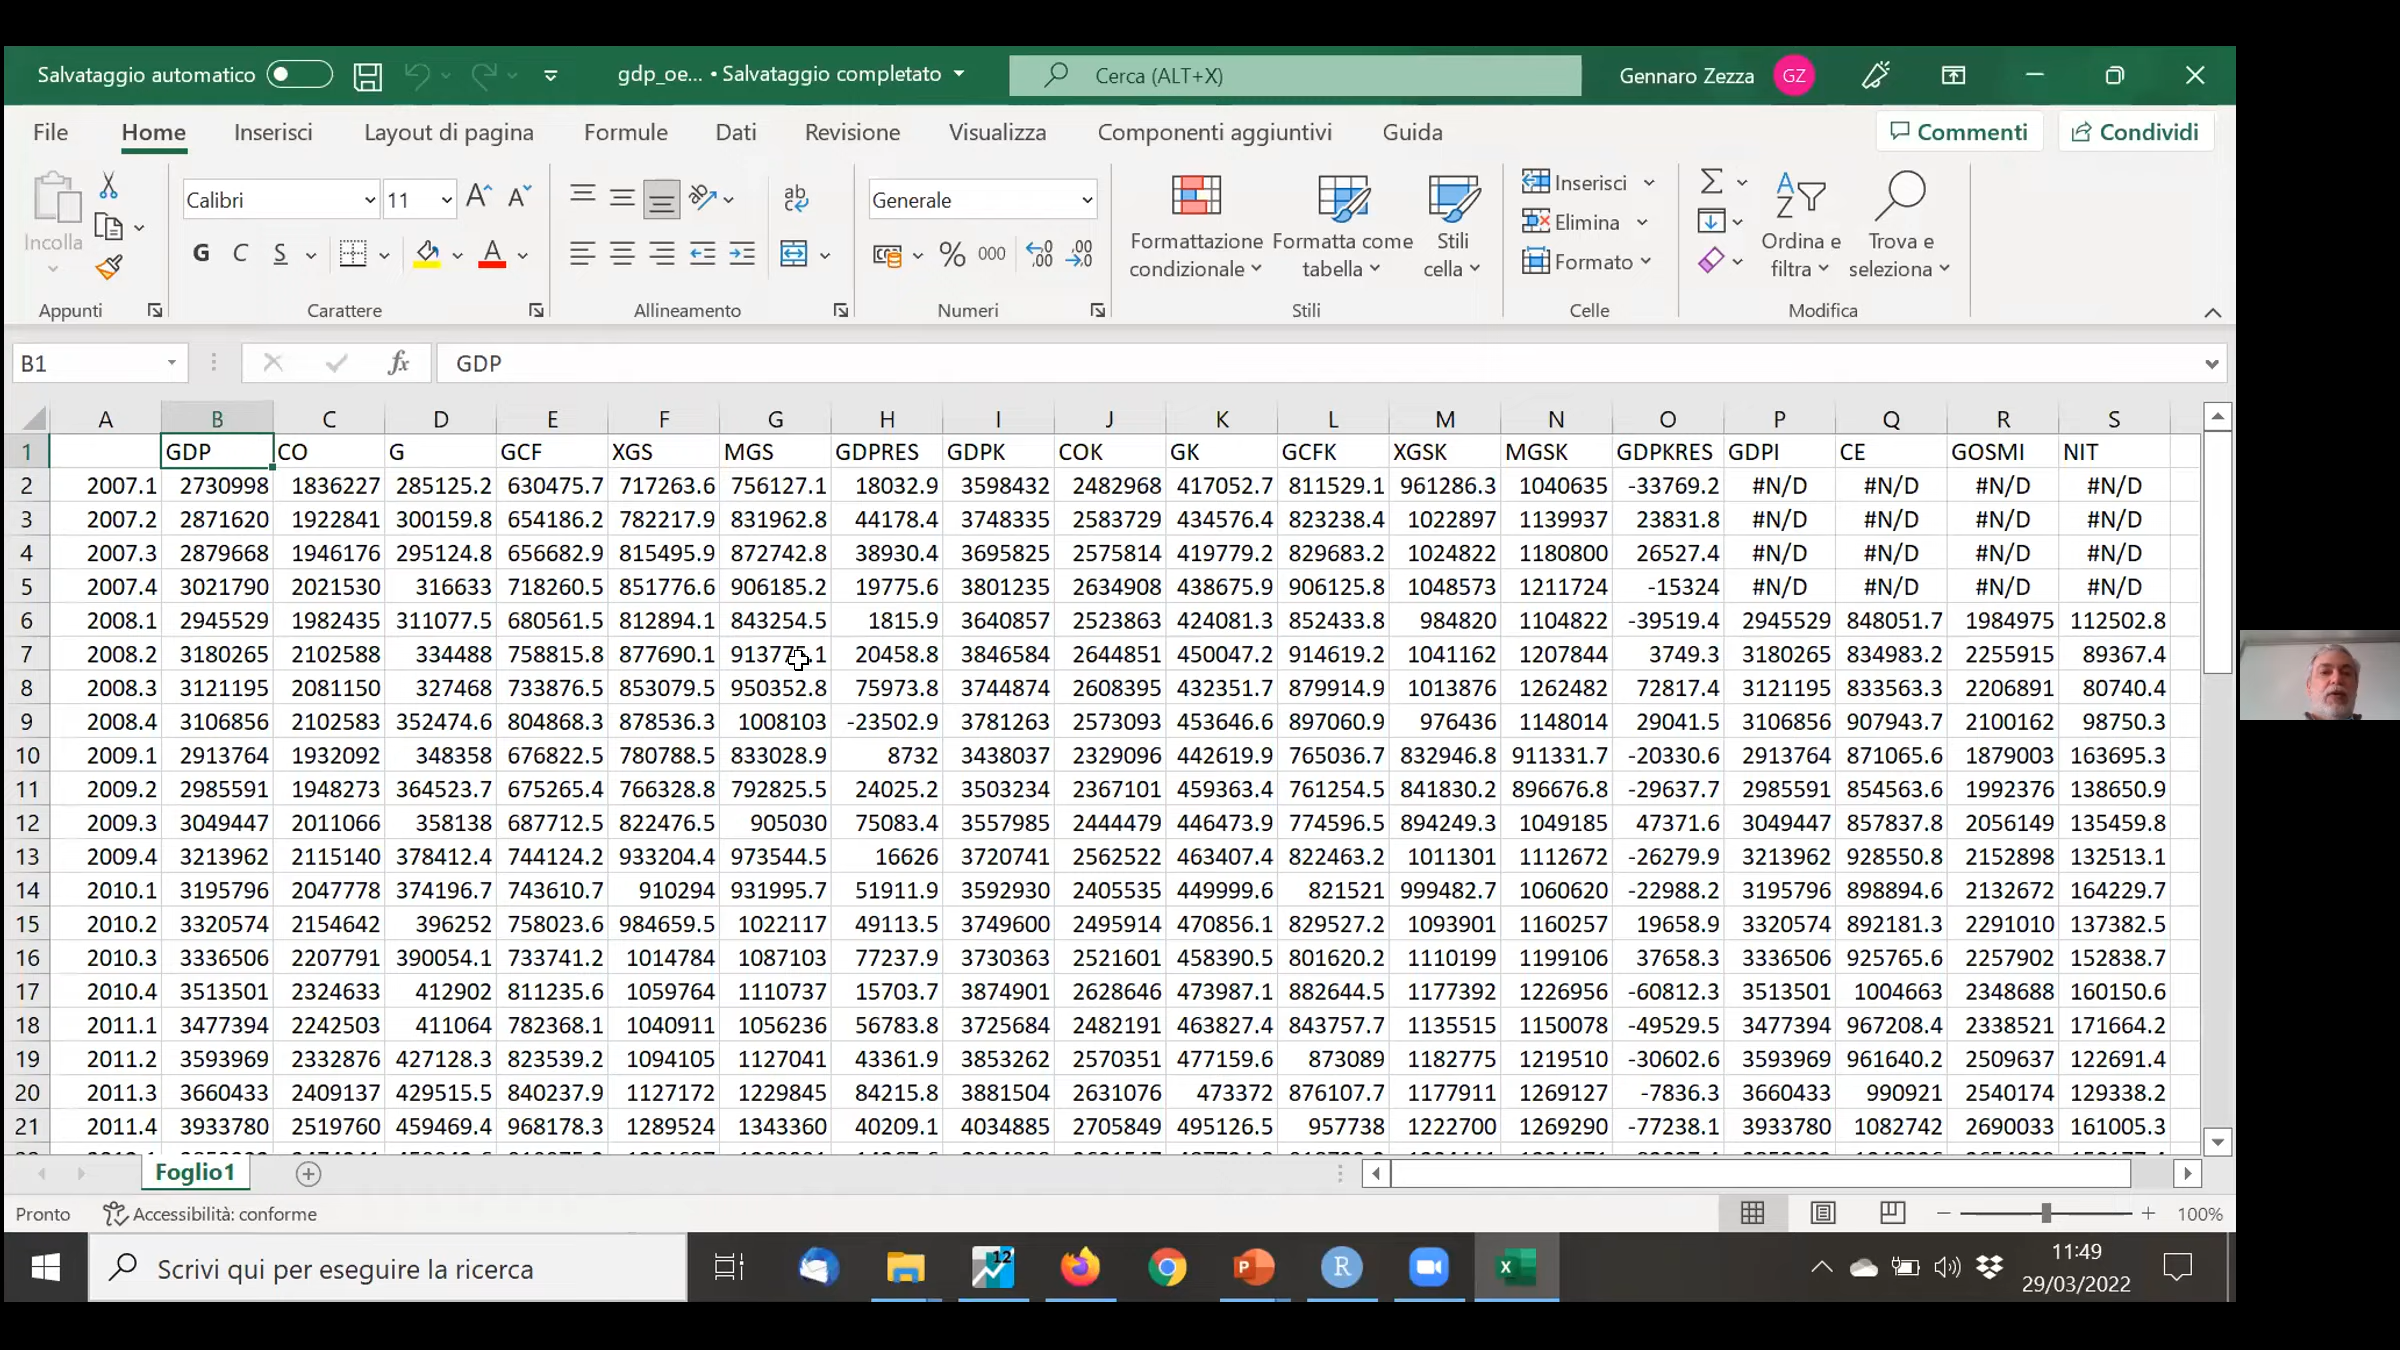 Salvataggio automatico gdp_oe... • Salvataggio completato Cerca (ALT+X) Gennaro Zezza GZ
File Home Inserisci Layout di pagina Formule Dati Revisione Visualizza Componenti aggiuntivi Guida Commenti Condividi
Incolla Calibri 11 Generale Formattazione condizionale Formatta come tabella Stili cella Inserisci Elimina Formato Ordina e filtra Trova e seleziona
G C S % 000
Appunti Carattere Allineamento Numeri Stili Celle Modifica
B1 fx GDP
A B C D E F G H I J K L M N O P Q R S
1 GDP CO G GCF XGS MGS GDPRES GDPK COK GK GCFK XGSK MGSK GDPKRES GDPI CE GOSMI NIT
2 2007.1 2730998 1836227 285125.2 630475.7 717263.6 756127.1 18032.9 3598432 2482968 417052.7 811529.1 961286.3 1040635 -33769.2 #N/D #N/D #N/D #N/D
3 2007.2 2871620 1922841 300159.8 654186.2 782217.9 831962.8 44178.4 3748335 2583729 434576.4 823238.4 1022897 1139937 23831.8 #N/D #N/D #N/D #N/D
4 2007.3 2879668 1946176 295124.8 656682.9 815495.9 872742.8 38930.4 3695825 2575814 419779.2 829683.2 1024822 1180800 26527.4 #N/D #N/D #N/D #N/D
5 2007.4 3021790 2021530 316633 718260.5 851776.6 906185.2 19775.6 3801235 2634908 438675.9 906125.8 1048573 1211724 -15324 #N/D #N/D #N/D #N/D
6 2008.1 2945529 1982435 311077.5 680561.5 812894.1 843254.5 1815.9 3640857 2523863 424081.3 852433.8 984820 1104822 -39519.4 2945529 848051.7 1984975 112502.8
7 2008.2 3180265 2102588 334488 758815.8 877690.1 20458.8 3846584 2644851 450047.2 914619.2 1041162 1207844 3749.3 3180265 834983.2 2255915 89367.4
8 2008.3 3121195 2081150 327468 733876.5 853079.5 950352.8 75973.8 3744874 2608395 432351.7 879914.9 1013876 1262482 72817.4 3121195 833563.3 2206891 80740.4
9 2008.4 3106856 2102583 352474.6 804868.3 878536.3 1008103 -23502.9 3781263 2573093 453646.6 897060.9 976436 1148014 29041.5 3106856 907943.7 2100162 98750.3
10 2009.1 2913764 1932092 348358 676822.5 780788.5 833028.9 8732 3438037 2329096 442619.9 765036.7 832946.8 911331.7 -20330.6 2913764 871065.6 1879003 163695.3
11 2009.2 2985591 1948273 364523.7 675265.4 766328.8 792825.5 24025.2 3503234 2367101 459363.4 761254.5 841830.2 896676.8 -29637.7 2985591 854563.6 1992376 138650.9
12 2009.3 3049447 2011066 358138 687712.5 822476.5 905030 75083.4 3557985 2444479 446473.9 774596.5 894249.3 1049185 47371.6 3049447 857837.8 2056149 135459.8
13 2009.4 3213962 2115140 378412.4 744124.2 933204.4 973544.5 16626 3720741 2562522 463407.4 822463.2 1011301 1112672 -26279.9 3213962 928550.8 2152898 132513.1
14 2010.1 3195796 2047778 374196.7 743610.7 910294 931995.7 51911.9 3592930 2405535 449999.6 821521 999482.7 1060620 -22988.2 3195796 898894.6 2132672 164229.7
15 2010.2 3320574 2154642 396252 758023.6 984659.5 1022117 49113.5 3749600 2495914 470856.1 829527.2 1093901 1160257 19658.9 3320574 892181.3 2291010 137382.5
16 2010.3 3336506 2207791 390054.1 733741.2 1014784 1087103 77237.9 3730363 2521601 458390.5 801620.2 1110199 1199106 37658.3 3336506 925765.6 2257902 152838.7
17 2010.4 3513501 2324633 412902 811235.6 1059764 1110737 15703.7 3874901 2628646 473987.1 882644.5 1177392 1226956 -60812.3 3513501 1004663 2348688 160150.6
18 2011.1 3477394 2242503 411064 782368.1 1040911 1056236 56783.8 3725684 2482191 463827.4 843757.7 1135515 1150078 -49529.5 3477394 967208.4 2338521 171664.2
19 2011.2 3593969 2332876 427128.3 823539.2 1094105 1127041 43361.9 3853262 2570351 477159.6 873089 1182775 1219510 -30602.6 3593969 961640.2 2509637 122691.4
20 2011.3 3660433 2409137 429515.5 840237.9 1127172 1229845 84215.8 3881504 2631076 473372 876107.7 1177911 1269127 -7836.3 3660433 990921 2540174 129338.2
21 2011.4 3933780 2519760 459469.4 968178.3 1289524 1343360 40209.1 4034885 2705849 495126.5 957738 1222700 1269290 -77238.1 3933780 1082742 2690033 161005.3
Foglio1
Pronto Accessibilità: conforme 100%
Scrivi qui per eseguire la ricerca 12 11:49
29/03/2022